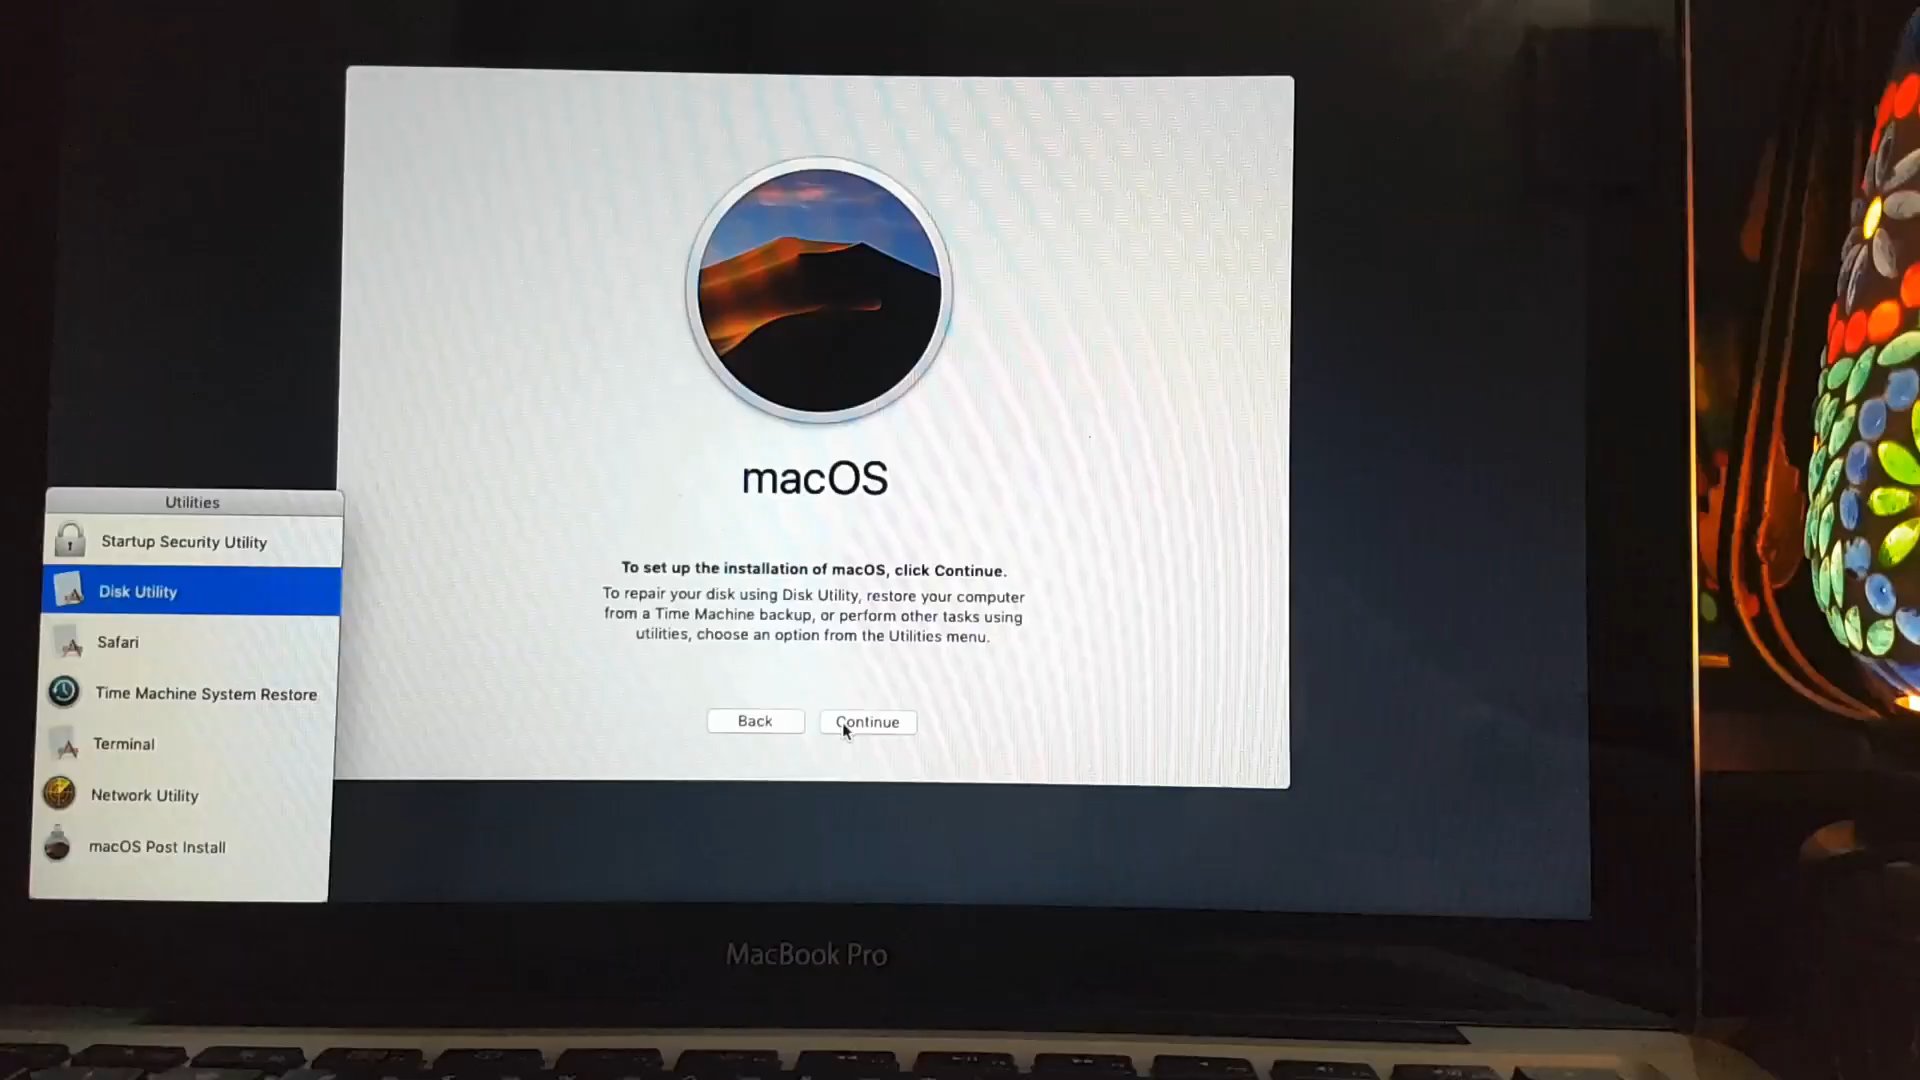 macOS
To set up the installation of macOS, click Continue.
To repair your disk using Disk Utility, restore your computer
from a Time Machine backup, or perform other tasks using
utilities, choose an option from the Utilities menu.
Back
Continue
Utilities
Startup Security Utility
Disk Utility
Safari
Time Machine System Restore
Terminal
Network Utility
macOS Post Install
MacBook Pro